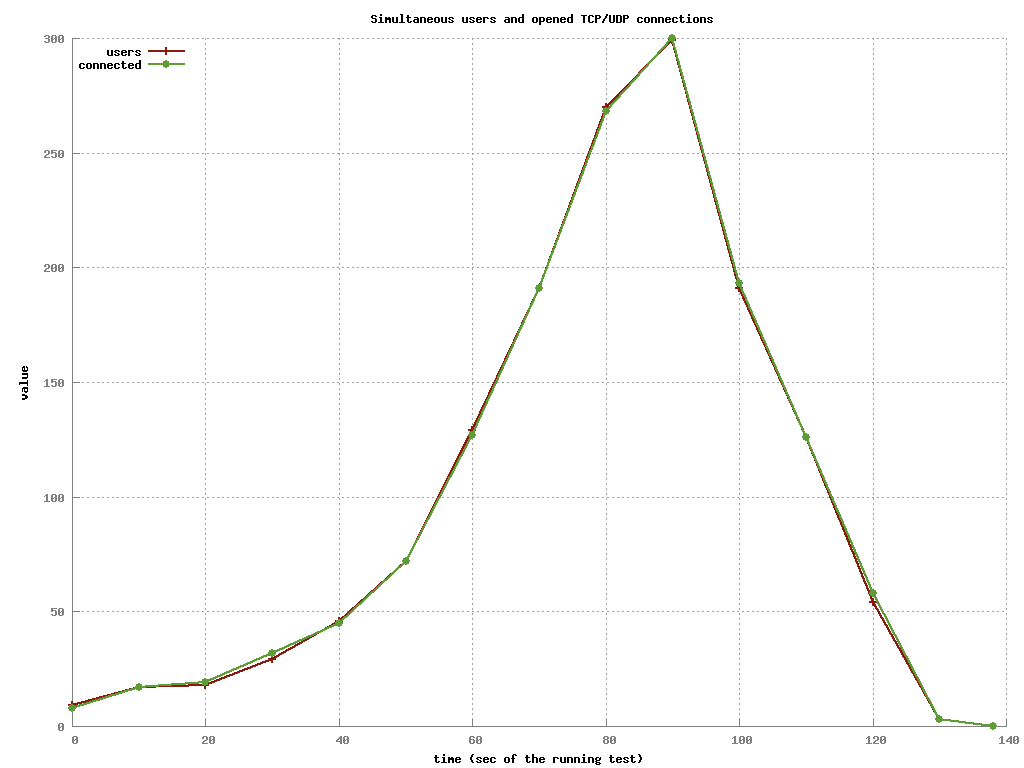 Simultaneous users and opened TCP/UDP connections
users
connected
300
250
200
150
100
50
0
value
0 20 40 60 80 100 120 140
time (sec of the running test)